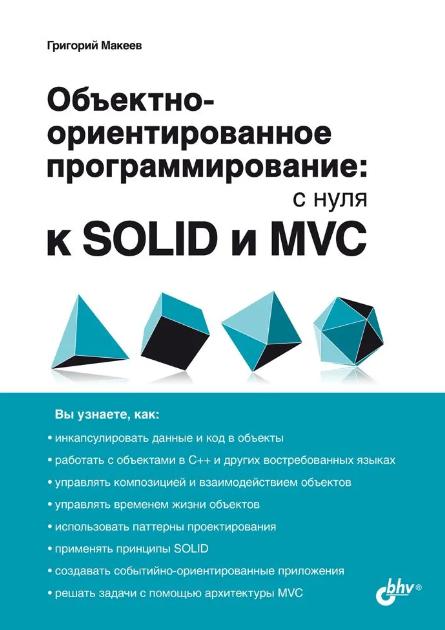 Григорий Макеев
Объектно-
ориентированное
программирование:
с нуля
к SOLID и MVC
Вы узнаете, как:
• инкапсулировать данные и код в объекты
• работать с объектами в C++ и других востребованных языках
• управлять композицией и взаимодействием объектов
• управлять временем жизни объектов
• использовать паттерны проектирования
• применять принципы SOLID
• создавать событийно-ориентированные приложения
• решать задачи с помощью архитектуры MVC
bhv®